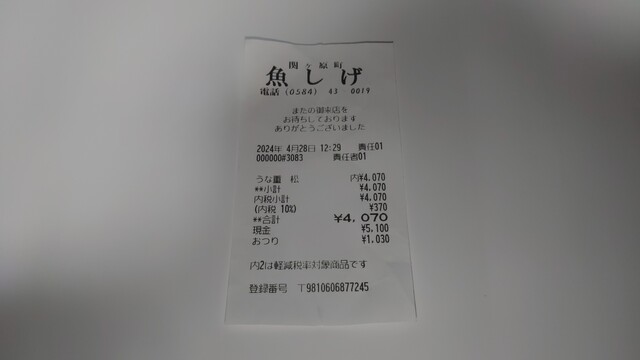 関ヶ原町
魚しげ
電話(0584) 43 0019
またの御来店を
お待ちしております
ありがとうございました
2024年 4月28日 12:29 責任01
000000#3083 責任者01
うな重 松 内¥4,070
**小計 ¥4,070
内税小計 ¥4,070
(内税 10%) ¥370
**合計 ¥4,070
現金 ¥5,100
おつり ¥1,030
内2は軽減税率対象商品です
登録番号 T9810606877245